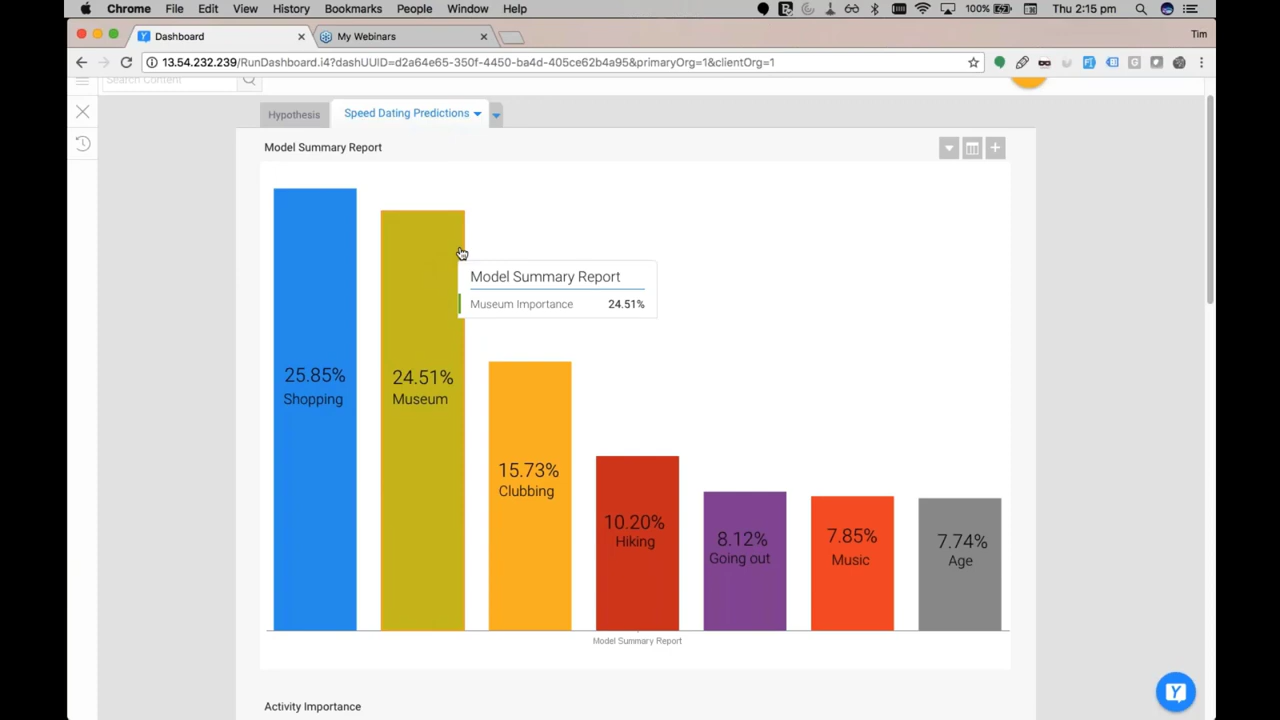 Chrome File Edit View History Bookmarks People Window Help 100% Thu 2:15 pm
Dashboard My Webinars Tim
13.54.232.239/RunDashboard.i4?dashUUID=d2a64e65-350f-4450-ba4d-405ce62b4a95&primaryOrg=1&clientOrg=1
Search Content
Hypothesis Speed Dating Predictions
Model Summary Report
Model Summary Report
Museum Importance 24.51%
25.85%
Shopping
24.51%
Museum
15.73%
Clubbing
10.20%
Hiking
8.12%
Going out
7.85%
Music
7.74%
Age
Model Summary Report
Activity Importance